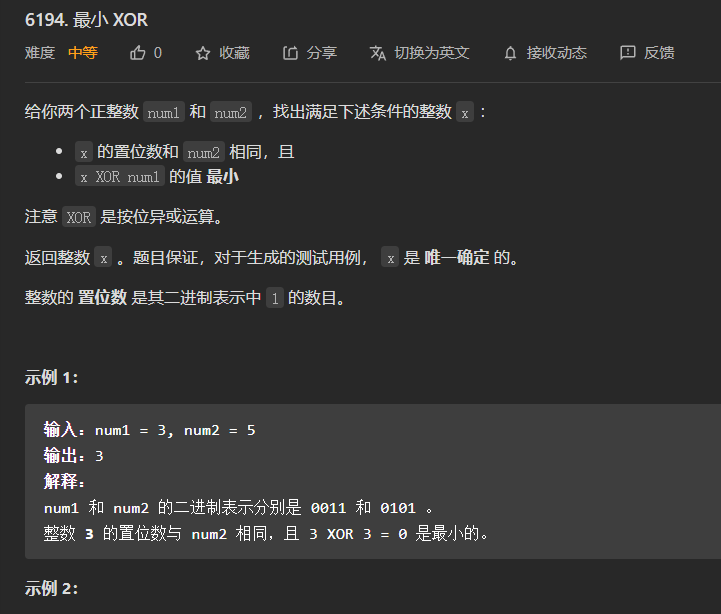 6194. 最小 XOR
难度 中等 0 收藏 分享 切换为英文 接收动态 反馈
给你两个正整数 num1 和 num2 ，找出满足下述条件的整数 x ：
• x 的置位数和 num2 相同，且
• x XOR num1 的值 最小
注意 XOR 是按位异或运算。
返回整数 x 。题目保证，对于生成的测试用例， x 是 唯一确定 的。
整数的 置位数 是其二进制表示中 1 的数目。
示例 1：
输入：num1 = 3, num2 = 5
输出：3
解释：
num1 和 num2 的二进制表示分别是 0011 和 0101 。
整数 3 的置位数与 num2 相同，且 3 XOR 3 = 0 是最小的。
示例 2：